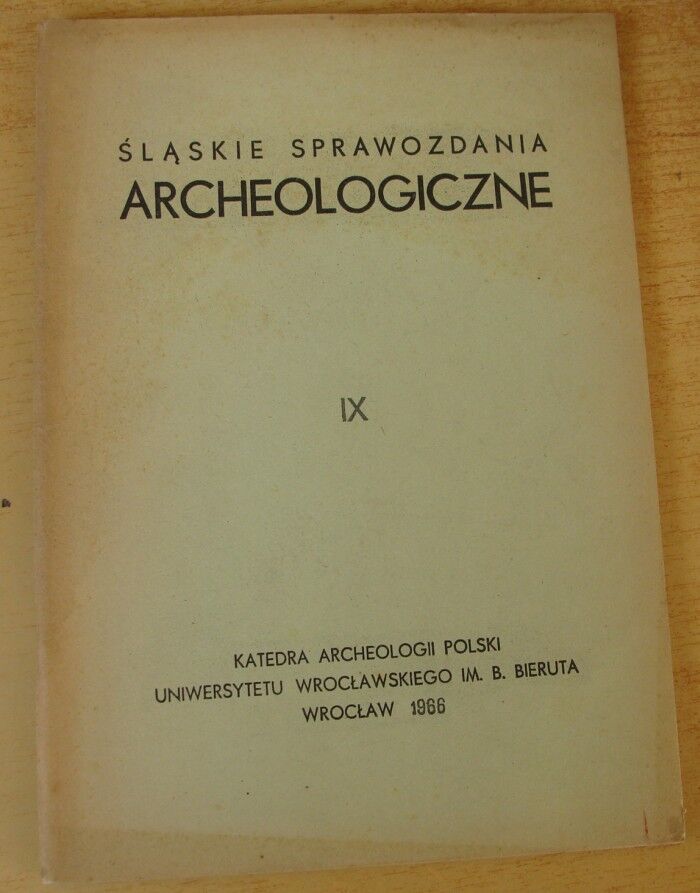 ŚLĄSKIE SPRAWOZDANIA
ARCHEOLOGICZNE
IX
KATEDRA ARCHEOLOGII POLSKI
UNIWERSYTETU WROCŁAWSKIEGO IM. B. BIERUTA
WROCŁAW 1966